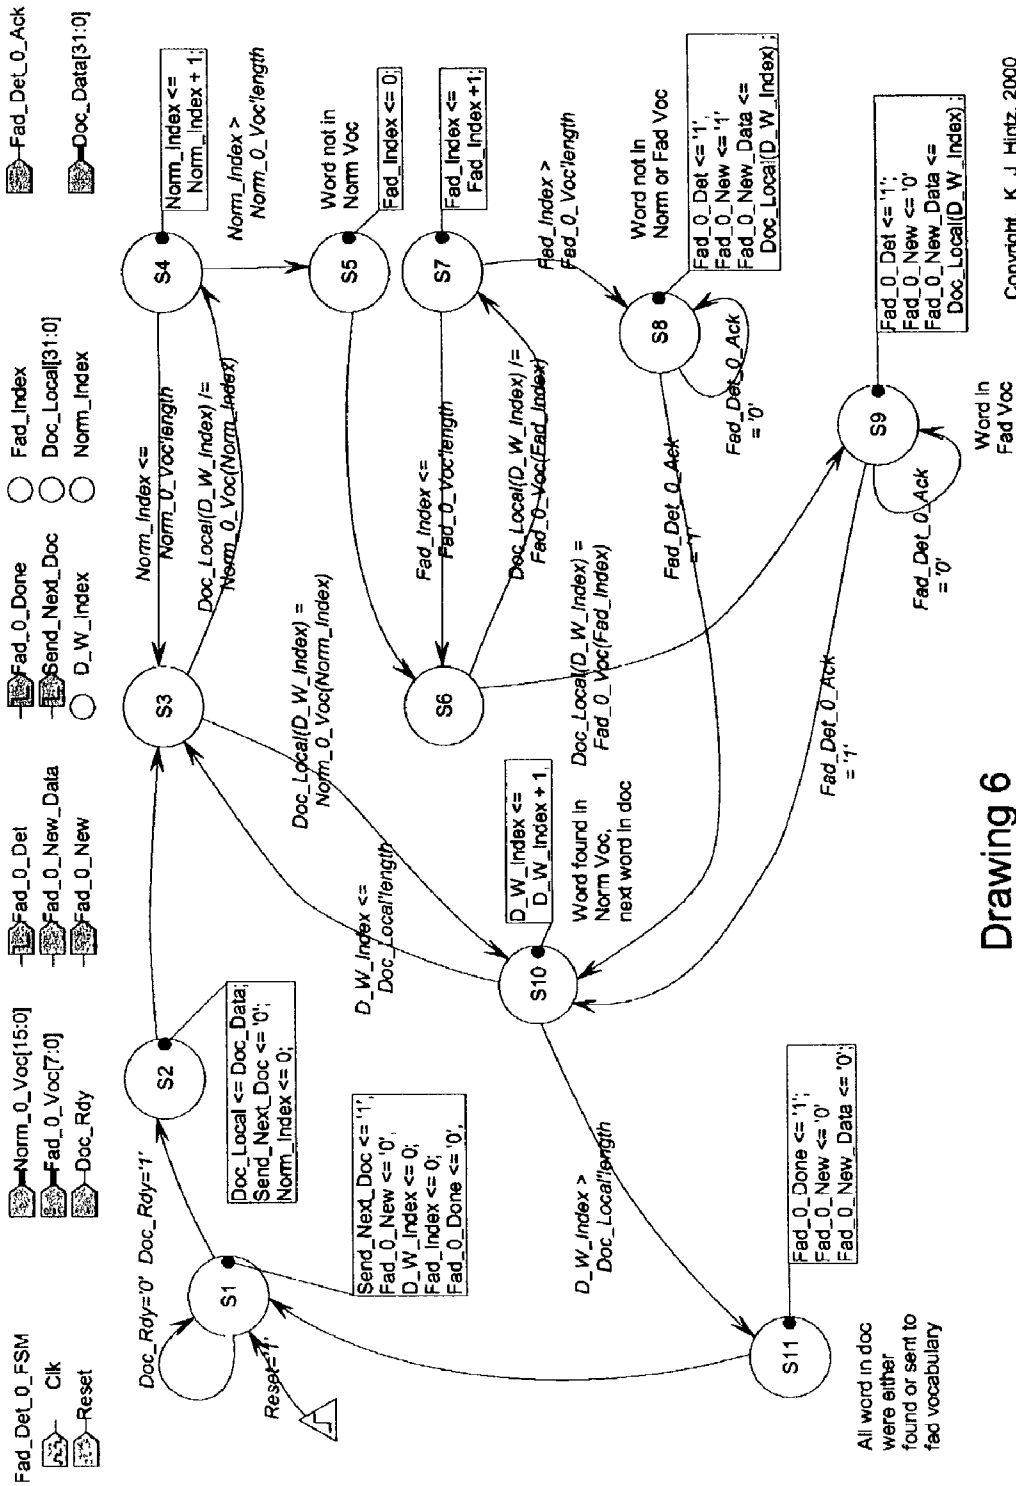 Fad_Det_0_FSM
Clk
Reset
Norm_0_Voc[15:0]
Fad_0_Voc[7:0]
Doc_Rdy
Fad_0_Det
Fad_0_New_Data
Fad_0_New
Fad_0_Done
Send_Next_Doc
D_W_Index
Fad_Index
Doc_Local[31:0]
Norm_Index
Fad_Det_0_Ack
Doc_Data[31:0]
Doc_Rdy='0'
Doc_Rdy='1'
Reset='1'
S1
Send_Next_Doc <= '1',
Fad_0_New <= '0',
D_W_Index <= 0;
Fad_Index <= 0;
Fad_0_Done <= '0',
S2
Doc_Local <= Doc_Data;
Send_Next_Doc <= '0';
Norm_Index <= 0;
S3
Norm_Index <=
Norm_0_Voc'length
Doc_Local(D_W_Index) /=
Norm_0_Voc(Norm_Index)
S4
Norm_Index <=
Norm_Index + 1;
Norm_Index >
Norm_0_Voc'length
Doc_Local(D_W_Index) =
Norm_0_Voc(Norm_Index)
D_W_Index <=
Doc_Local'length
S5
Word not in
Norm Voc
Fad_Index <= 0;
S6
Fad_Index <=
Fad_0_Voc'length
Doc_Local(D_W_Index) /=
Fad_0_Voc(Fad_Index)
S7
Fad_Index <=
Fad_Index +1;
Fad_Index >
Fad_0_Voc'length
Doc_Local(D_W_Index) =
Fad_0_Voc(Fad_Index)
S8
Word not in
Norm or Fad Voc
Fad_0_Det <= '1',
Fad_0_New <= '1'
Fad_0_New_Data <=
Doc_Local(D_W_Index) ;
Fad_Det_0_Ack
= '1'
Fad_Det_0_Ack
= '0'
S10
D_W_Index <=
D_W_Index + 1,
Word found in
Norm Voc,
next word in doc
S9
Fad_0_Det <= '1';
Fad_0_New <= '0'
Fad_0_New_Data <=
Doc_Local(D_W_Index) ;
Word in
Fad Voc
Fad_Det_0_Ack
= '0'
Fad_Det_0_Ack
= '1'
D_W_Index >
Doc_Local'length
S11
Fad_0_Done <= '1';
Fad_0_New <= '0'
Fad_0_New_Data <= '0';
All word in doc
were either
found or sent to
fad vocabulary
Drawing 6
Copyright, K. J. Hintz, 2000